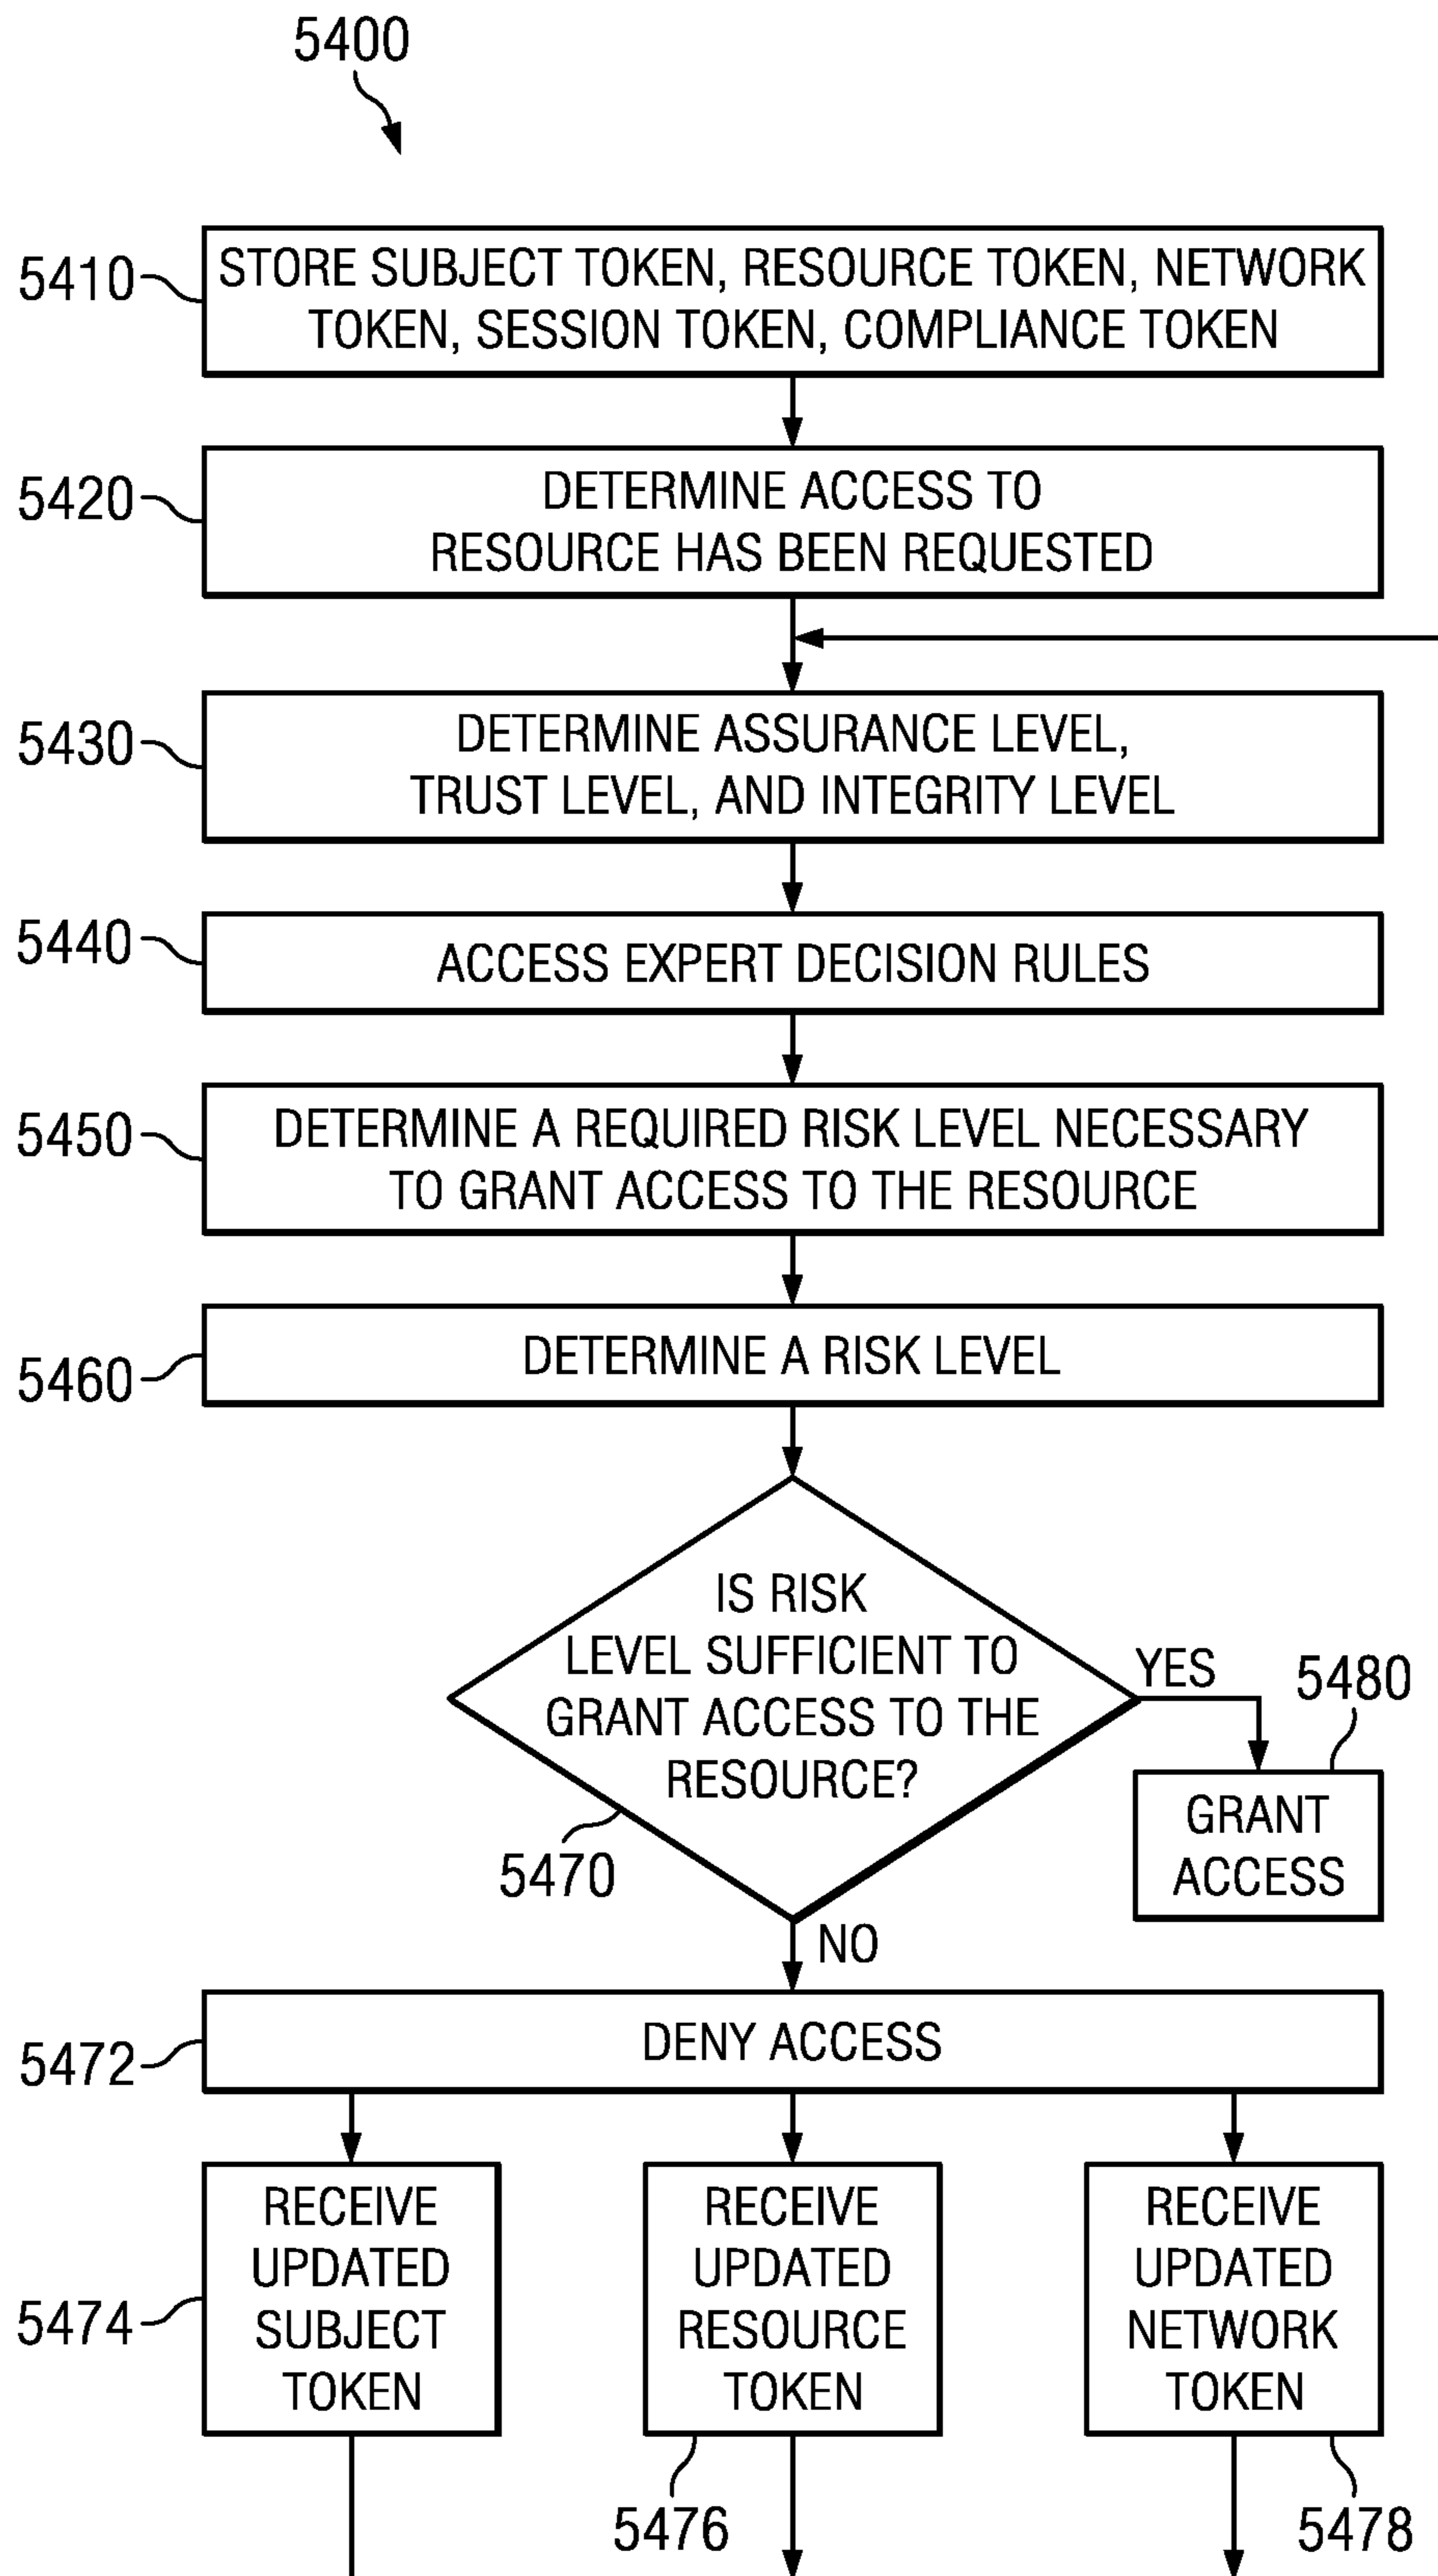 5400
5410
STORE SUBJECT TOKEN, RESOURCE TOKEN, NETWORK
TOKEN, SESSION TOKEN, COMPLIANCE TOKEN
5420
DETERMINE ACCESS TO
RESOURCE HAS BEEN REQUESTED
5430
DETERMINE ASSURANCE LEVEL,
TRUST LEVEL, AND INTEGRITY LEVEL
5440
ACCESS EXPERT DECISION RULES
5450
DETERMINE A REQUIRED RISK LEVEL NECESSARY
TO GRANT ACCESS TO THE RESOURCE
5460
DETERMINE A RISK LEVEL
IS RISK
LEVEL SUFFICIENT TO
GRANT ACCESS TO THE
RESOURCE?
5470
YES
5480
GRANT
ACCESS
NO
5472
DENY ACCESS
5474
RECEIVE
UPDATED
SUBJECT
TOKEN
RECEIVE
UPDATED
RESOURCE
TOKEN
5476
RECEIVE
UPDATED
NETWORK
TOKEN
5478